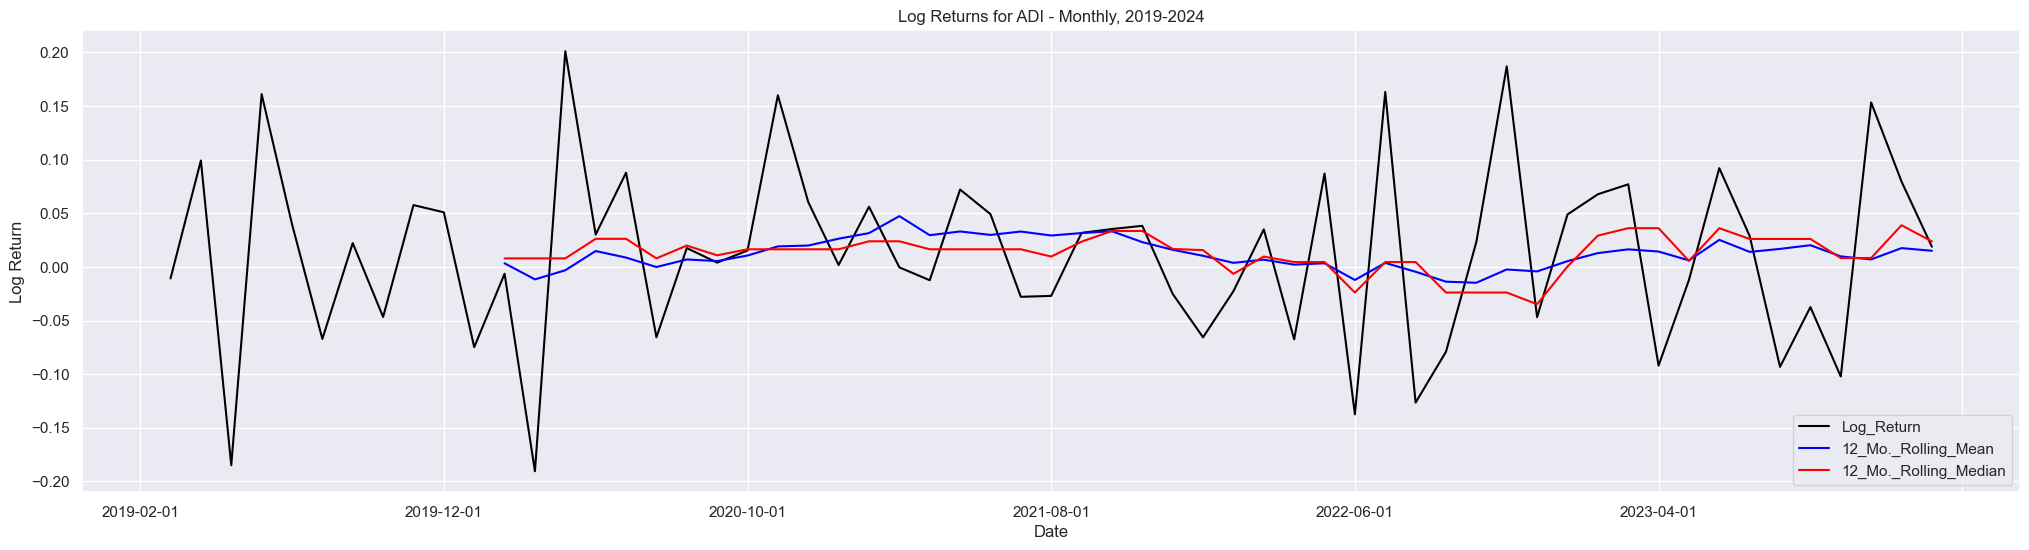 Log Returns for ADI - Monthly, 2019-2024
Log Return
0.20
0.15
0.10
0.05
0.00
−0.05
−0.10
−0.15
−0.20
Log_Return
12_Mo._Rolling_Mean
12_Mo._Rolling_Median
2019-02-01 2019-12-01 2020-10-01 2021-08-01 2022-06-01 2023-04-01
Date